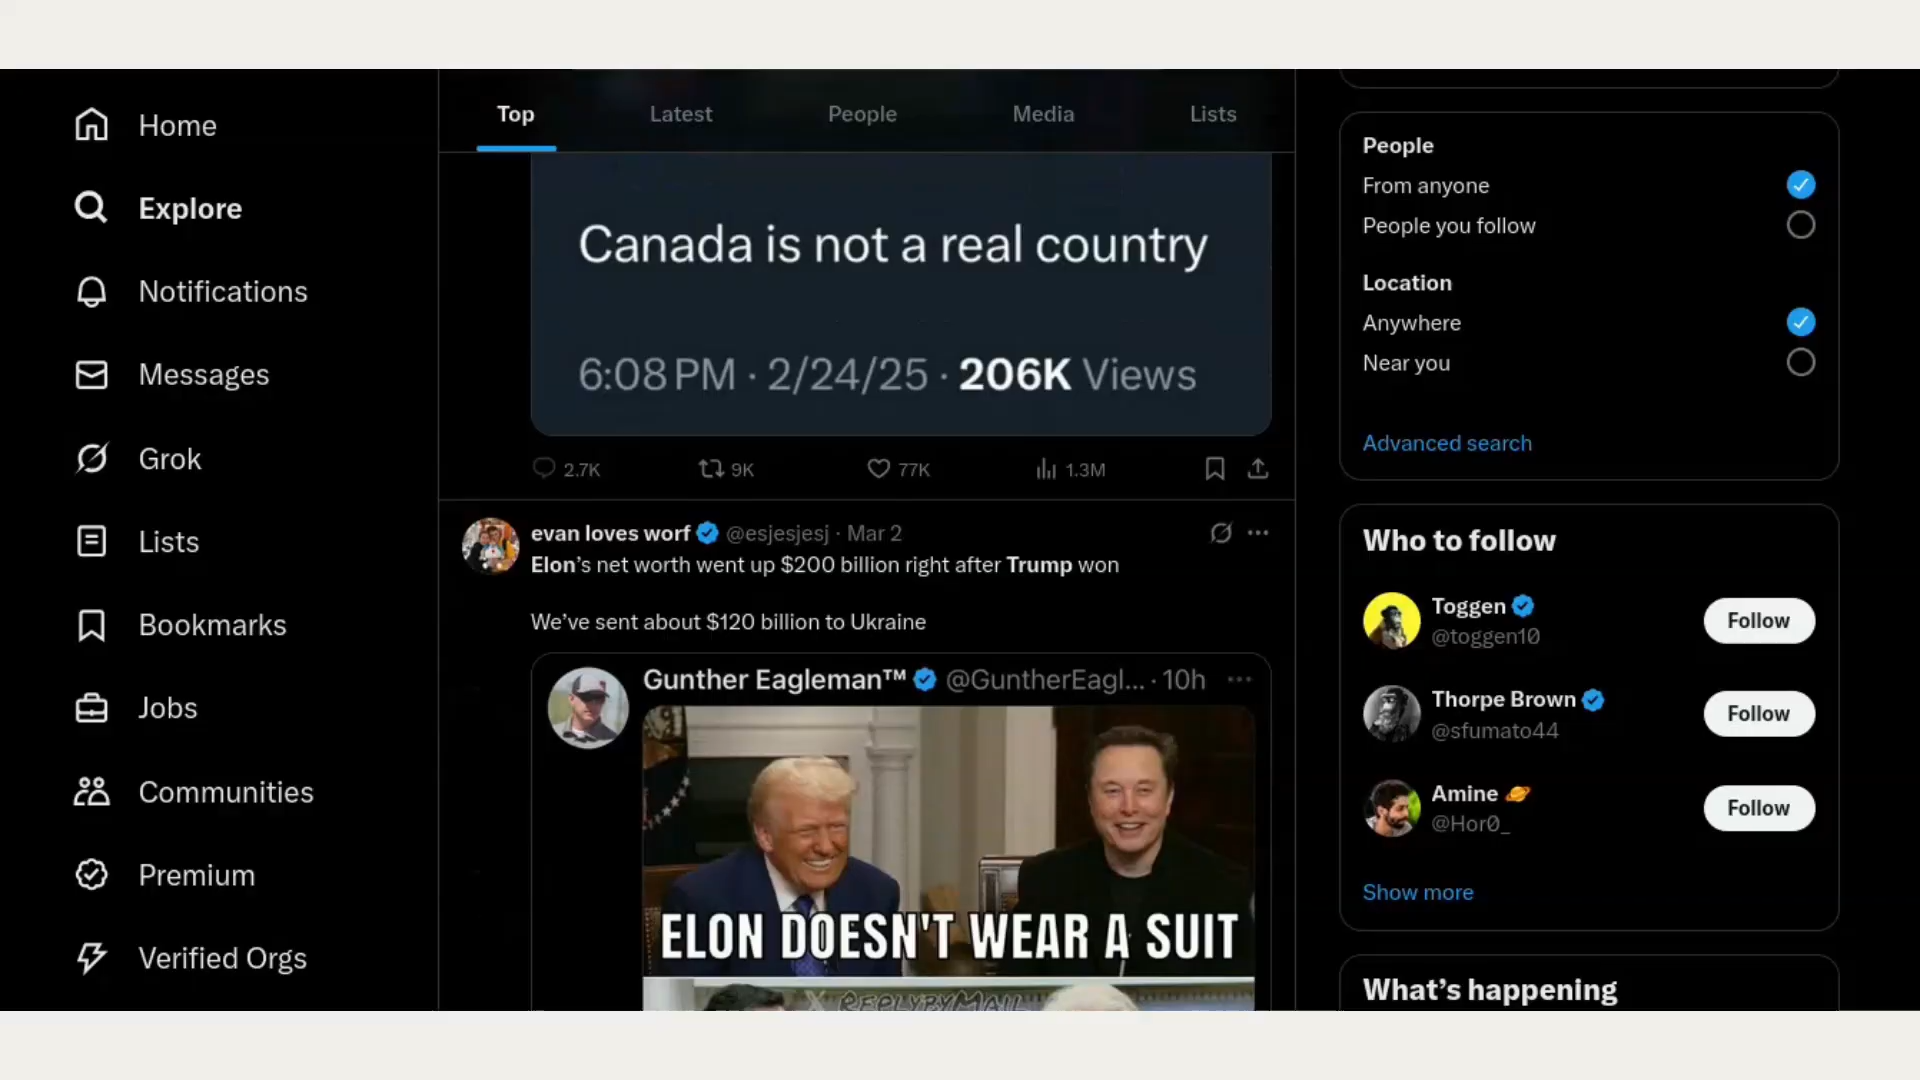 Home
Explore
Notifications
Messages
Grok
Lists
Bookmarks
Jobs
Communities
Premium
Verified Orgs
Top Latest People Media Lists
Canada is not a real country
6:08 PM · 2/24/25 · 206K Views
2.7K 9K 77K 1.3M
evan loves worf @esjesjesj · Mar 2
Elon’s net worth went up $200 billion right after Trump won
We’ve sent about $120 billion to Ukraine
Gunther Eagleman™ @GuntherEagl... · 10h
ELON DOESN'T WEAR A SUIT
X REPLYBYMAIL
People
From anyone
People you follow
Location
Anywhere
Near you
Advanced search
Who to follow
Toggen
@toggen10
Follow
Thorpe Brown
@sfumato44
Follow
Amine
@Hor0_
Follow
Show more
What’s happening